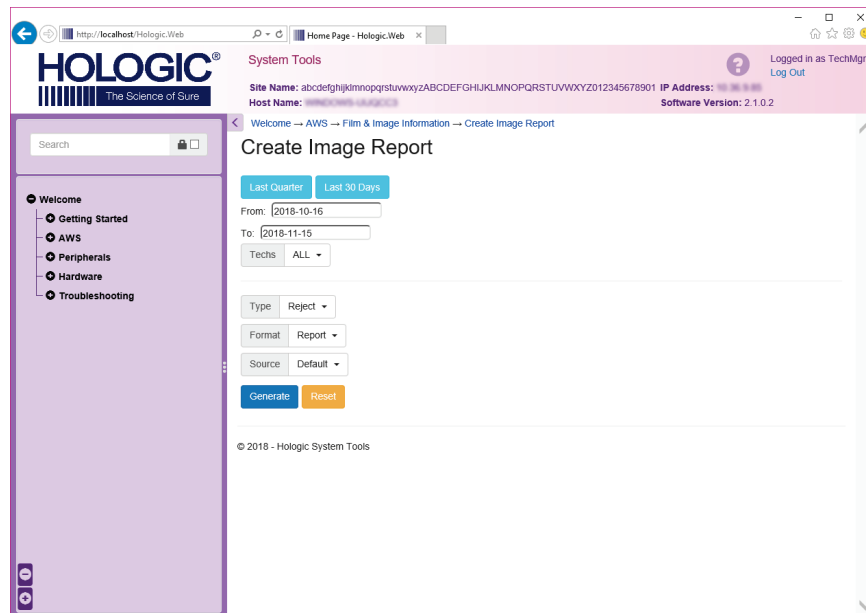 http://localhost/Hologic.Web
Home Page - Hologic.Web
HOLOGIC®
The Science of Sure
System Tools
Logged in as TechMgr
Log Out
Site Name: abcdefghijklmnopqrstuvwxyzABCDEFGHIJKLMNOPQRSTUVWXYZ012345678901 IP Address:
Host Name:
Software Version: 2.1.0.2
Welcome → AWS → Film & Image Information → Create Image Report
Search
Create Image Report
Last Quarter Last 30 Days
From: 2018-10-16
To: 2018-11-15
Techs ALL
Welcome
Getting Started
AWS
Peripherals
Hardware
Troubleshooting
Type Reject
Format Report
Source Default
Generate Reset
© 2018 - Hologic System Tools